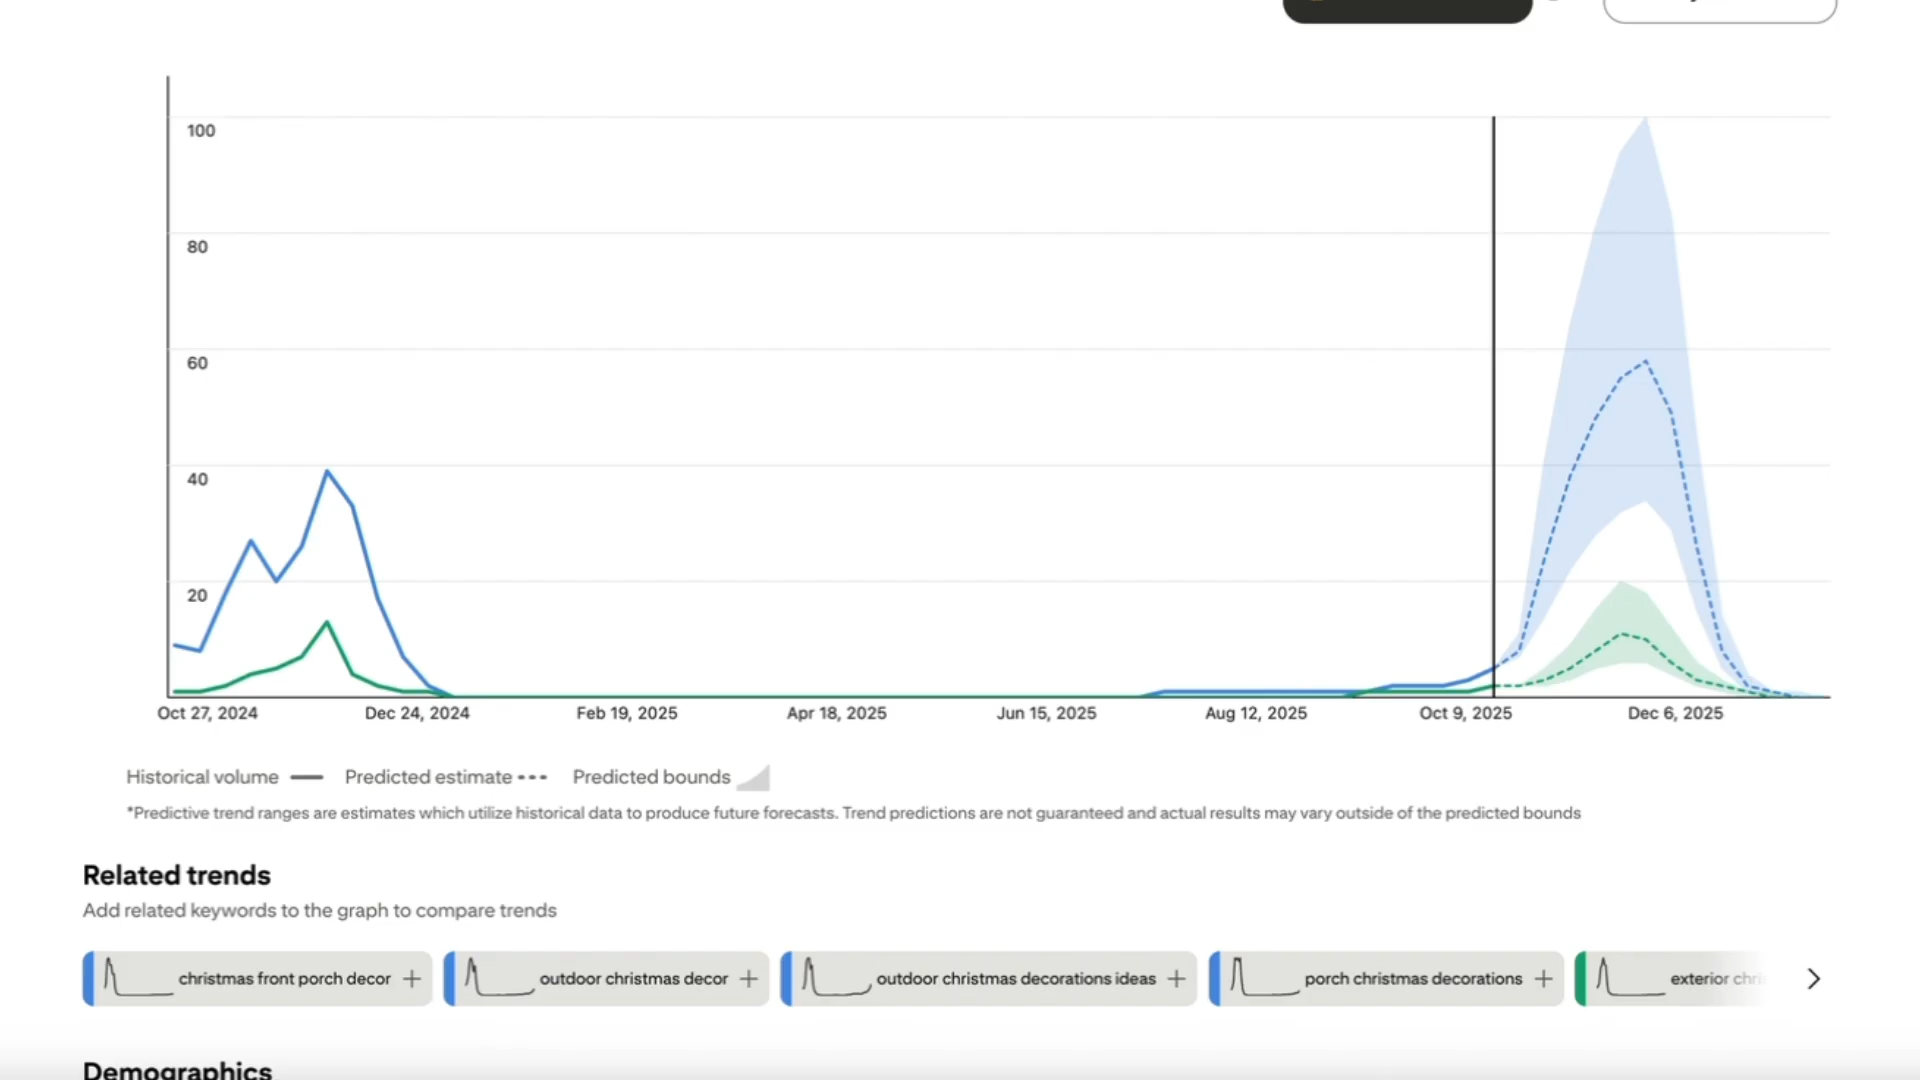 100
80
60
40
20
Oct 27, 2024 Dec 24, 2024 Feb 19, 2025 Apr 18, 2025 Jun 15, 2025 Aug 12, 2025 Oct 9, 2025 Dec 6, 2025
Historical volume Predicted estimate Predicted bounds
*Predictive trend ranges are estimates which utilize historical data to produce future forecasts. Trend predictions are not guaranteed and actual results may vary outside of the predicted bounds
Related trends
Add related keywords to the graph to compare trends
christmas front porch decor + outdoor christmas decor + outdoor christmas decorations ideas + porch christmas decorations + exterior
Demographics